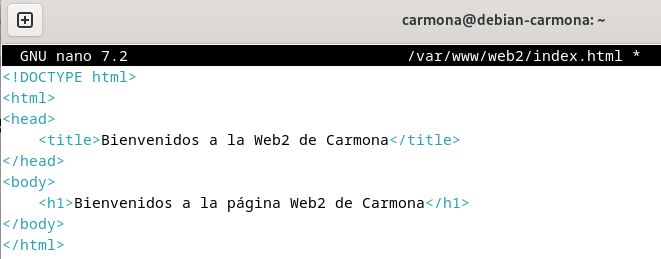 carmona@debian-carmona: ~
GNU nano 7.2 /var/www/web2/index.html *
<!DOCTYPE html>
<html>
<head>
    <title>Bienvenidos a la Web2 de Carmona</title>
</head>
<body>
    <h1>Bienvenidos a la página Web2 de Carmona</h1>
</body>
</html>